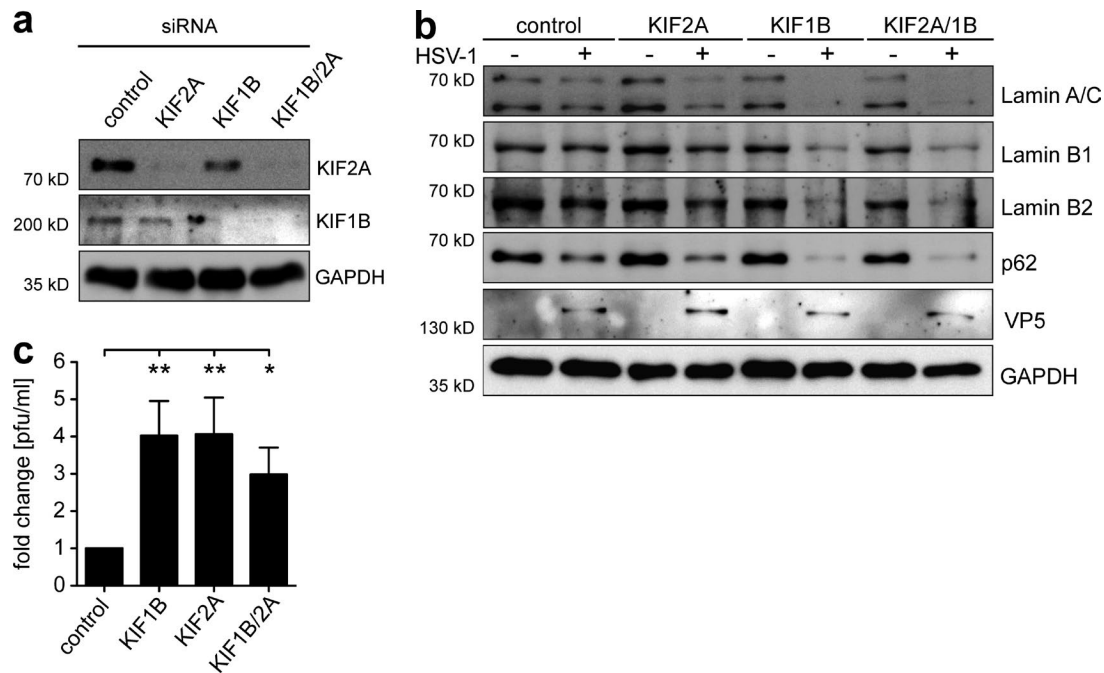 a
siRNA
control KIF2A KIF1B KIF1B/2A
70 kD KIF2A
200 kD KIF1B
35 kD GAPDH
b
control KIF2A KIF1B KIF2A/1B
HSV-1 - + - + - + - +
70 kD Lamin A/C
70 kD Lamin B1
70 kD Lamin B2
70 kD p62
130 kD VP5
35 kD GAPDH
c
fold change [pfu/ml]
6
5
4
3
2
1
0
** ** *
control KIF1B KIF2A KIF1B/2A